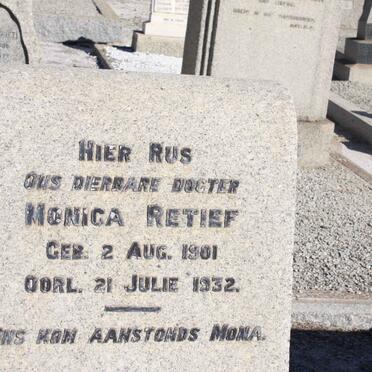 HIER RUS
ONS DIERBARE DOGTER
MONICA RETIEF
GEB. 2 AUG. 1901
OORL. 21 JULIE 1932.
ONS KOM AANSTONDS MONA.